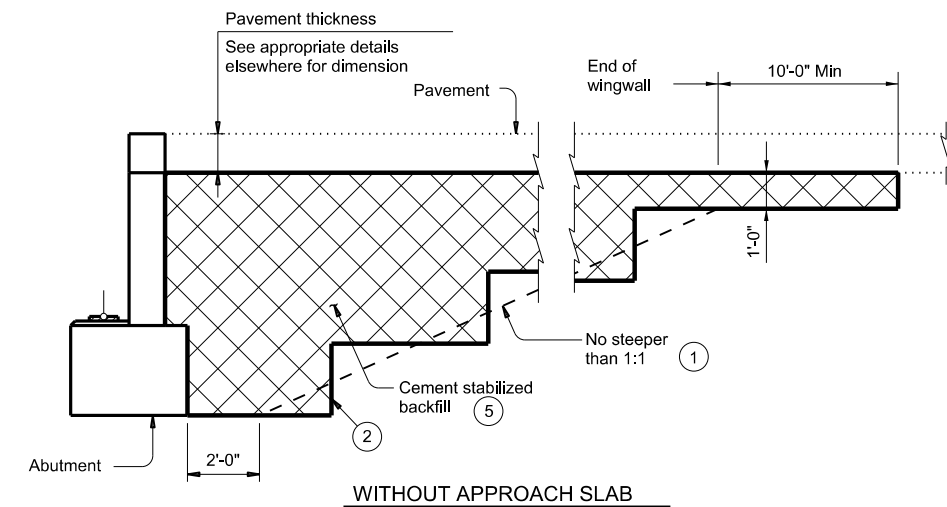 Pavement thickness
See appropriate details
elsewhere for dimension
Pavement
End of
wingwall
10'-0" Min
1'-0"
No steeper
than 1:1
1
Cement stabilized
backfill
5
2
Abutment
2'-0"
WITHOUT APPROACH SLAB